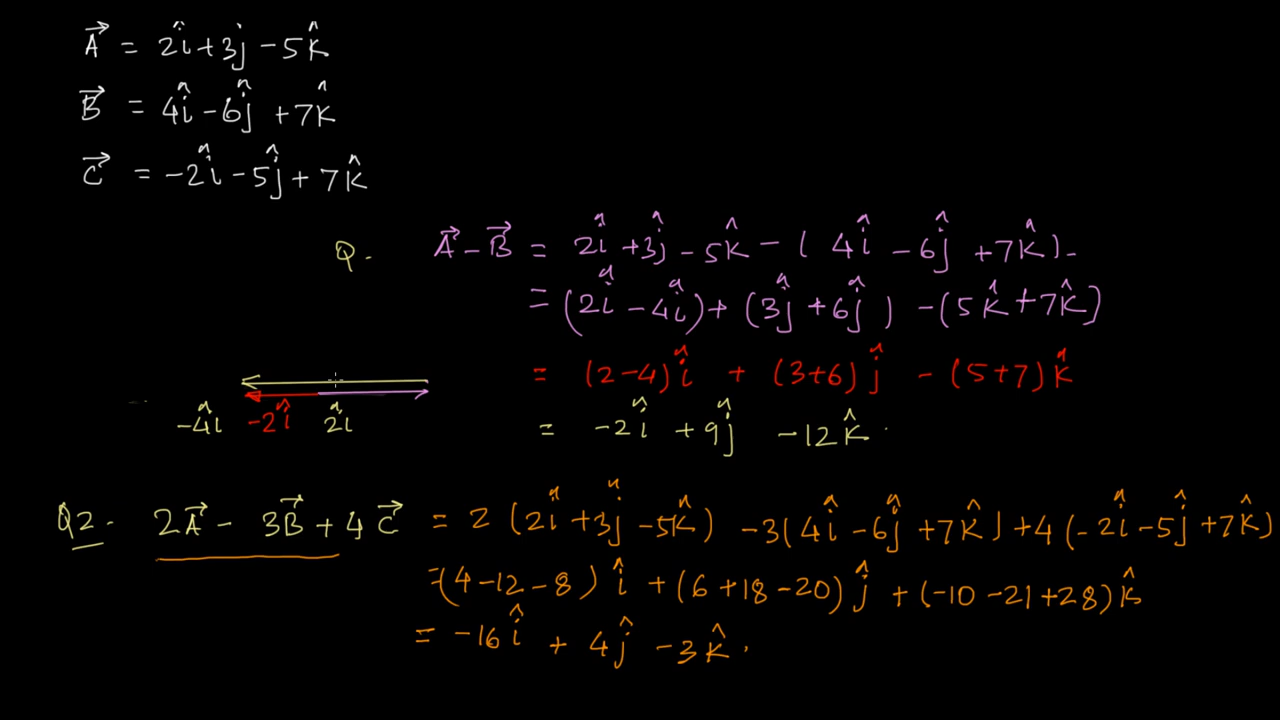 A⃗ = 2î + 3j - 5k̂
B⃗ = 4î - 6ĵ + 7k̂
C⃗ = -2î - 5ĵ + 7k̂
Q. A⃗ - B⃗ = 2î + 3ĵ - 5k̂ - ( 4î - 6ĵ + 7k̂ ) -
= (2î - 4î) + (3ĵ + 6ĵ ) - (5k̂ + 7k̂)
= (2-4)î + (3+6)ĵ - (5+7)k̂
-4î -2î 2î = -2î + 9ĵ - 12k̂ .
Q2. 2A⃗ - 3B⃗ + 4C⃗ = 2 (2î + 3ĵ - 5k̂) - 3(4î - 6ĵ + 7k̂) + 4(-2î - 5ĵ + 7k̂)
= (4 - 12 - 8) î + (6 + 18 - 20) ĵ + (-10 - 21 + 28) k̂
= -16î + 4ĵ - 3k̂ .